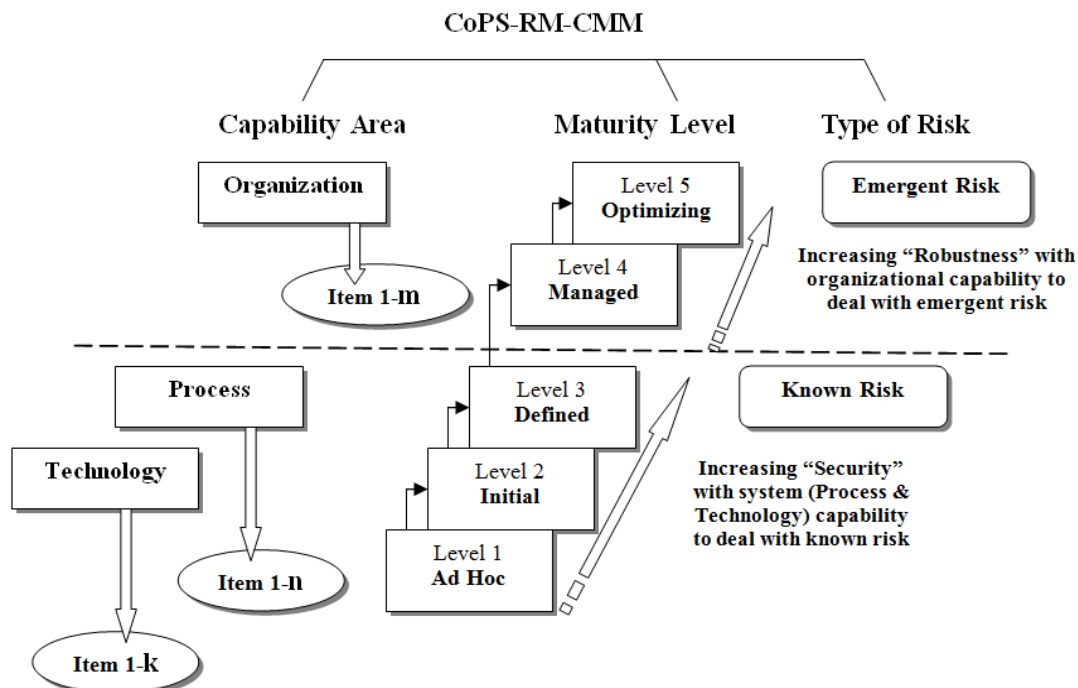 CoPS-RM-CMM
Capability Area
Maturity Level
Type of Risk
Organization
Item 1-m
Level 5
Optimizing
Level 4
Managed
Emergent Risk
Increasing “Robustness” with
organizational capability to
deal with emergent risk
Process
Technology
Item 1-n
Item 1-k
Level 3
Defined
Level 2
Initial
Level 1
Ad Hoc
Known Risk
Increasing “Security”
with system (Process &
Technology) capability
to deal with known risk